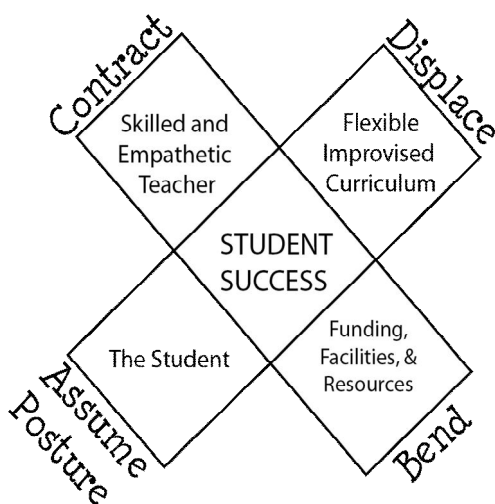 Contract
Displace
Skilled and
Empathetic
Teacher
Flexible
Improvised
Curriculum
STUDENT
SUCCESS
The Student
Funding,
Facilities, &
Resources
Assume
Posture
Bend